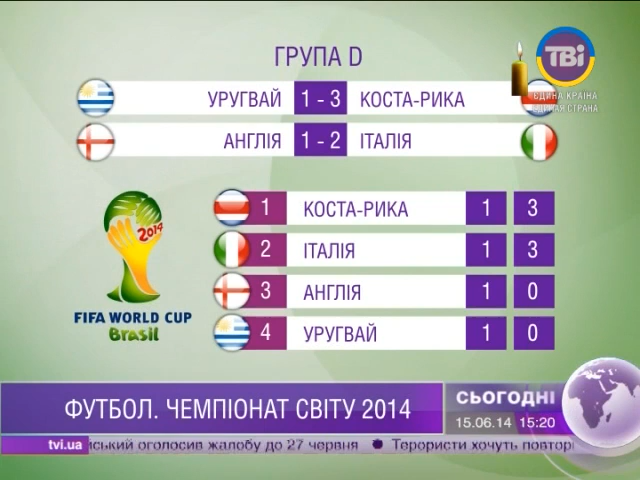 ГРУПА D
ТВі
ЄДИНА КРАЇНА
ЕДИНАЯ СТРАНА
УРУГВАЙ 1 - 3 КОСТА-РИКА
АНГЛІЯ 1 - 2 ІТАЛІЯ
1 КОСТА-РИКА 1 3
2 ІТАЛІЯ 1 3
3 АНГЛІЯ 1 0
4 УРУГВАЙ 1 0
2014
FIFA WORLD CUP
Brasil
ФУТБОЛ. ЧЕМПІОНАТ СВІТУ 2014
СЬОГОДНІ
15.06.14 15:20
tvi.ua оголосив жалобу до 27 червня Терористи хочуть